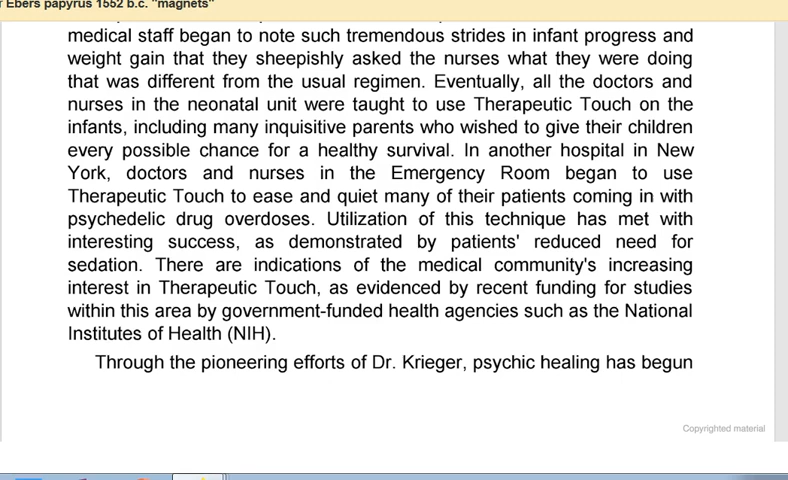 r Ebers papyrus 1552 b.c. "magnets"
medical staff began to note such tremendous strides in infant progress and
weight gain that they sheepishly asked the nurses what they were doing
that was different from the usual regimen. Eventually, all the doctors and
nurses in the neonatal unit were taught to use Therapeutic Touch on the
infants, including many inquisitive parents who wished to give their children
every possible chance for a healthy survival. In another hospital in New
York, doctors and nurses in the Emergency Room began to use
Therapeutic Touch to ease and quiet many of their patients coming in with
psychedelic drug overdoses. Utilization of this technique has met with
interesting success, as demonstrated by patients' reduced need for
sedation. There are indications of the medical community's increasing
interest in Therapeutic Touch, as evidenced by recent funding for studies
within this area by government-funded health agencies such as the National
Institutes of Health (NIH).
Through the pioneering efforts of Dr. Krieger, psychic healing has begun
Copyrighted material